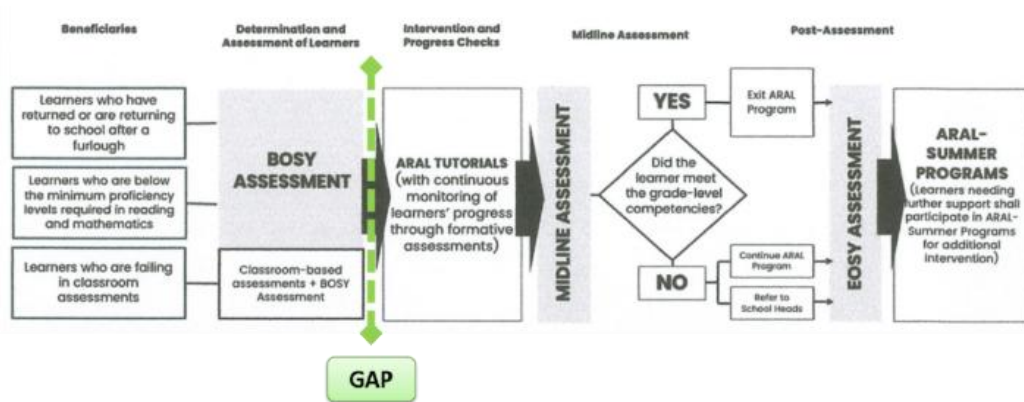 Beneficiaries
Determination and
Assessment of Learners
Intervention and
Progress Checks
Midline Assessment
Post-Assessment
Learners who have
returned or are returning
to school after a
furlough
Learners who are below
the minimum proficiency
levels required in reading
and mathematics
Learners who are failing
in classroom
assessments
BOSY
ASSESSMENT
Classroom-based
assessments + BOSY
Assessment
ARAL TUTORIALS
(with continuous
monitoring of
learners' progress
through formative
assessments)
MIDLINE ASSESSMENT
YES
Did the
learner meet
the grade-level
competencies?
NO
Exit ARAL
Program
Continue ARAL
Program
Refer to
School Heads
EOSY ASSESSMENT
ARAL-
SUMMER
PROGRAMS
(Learners needing
further support shall
participate in ARAL-
Summer Programs
for additional
intervention)
GAP